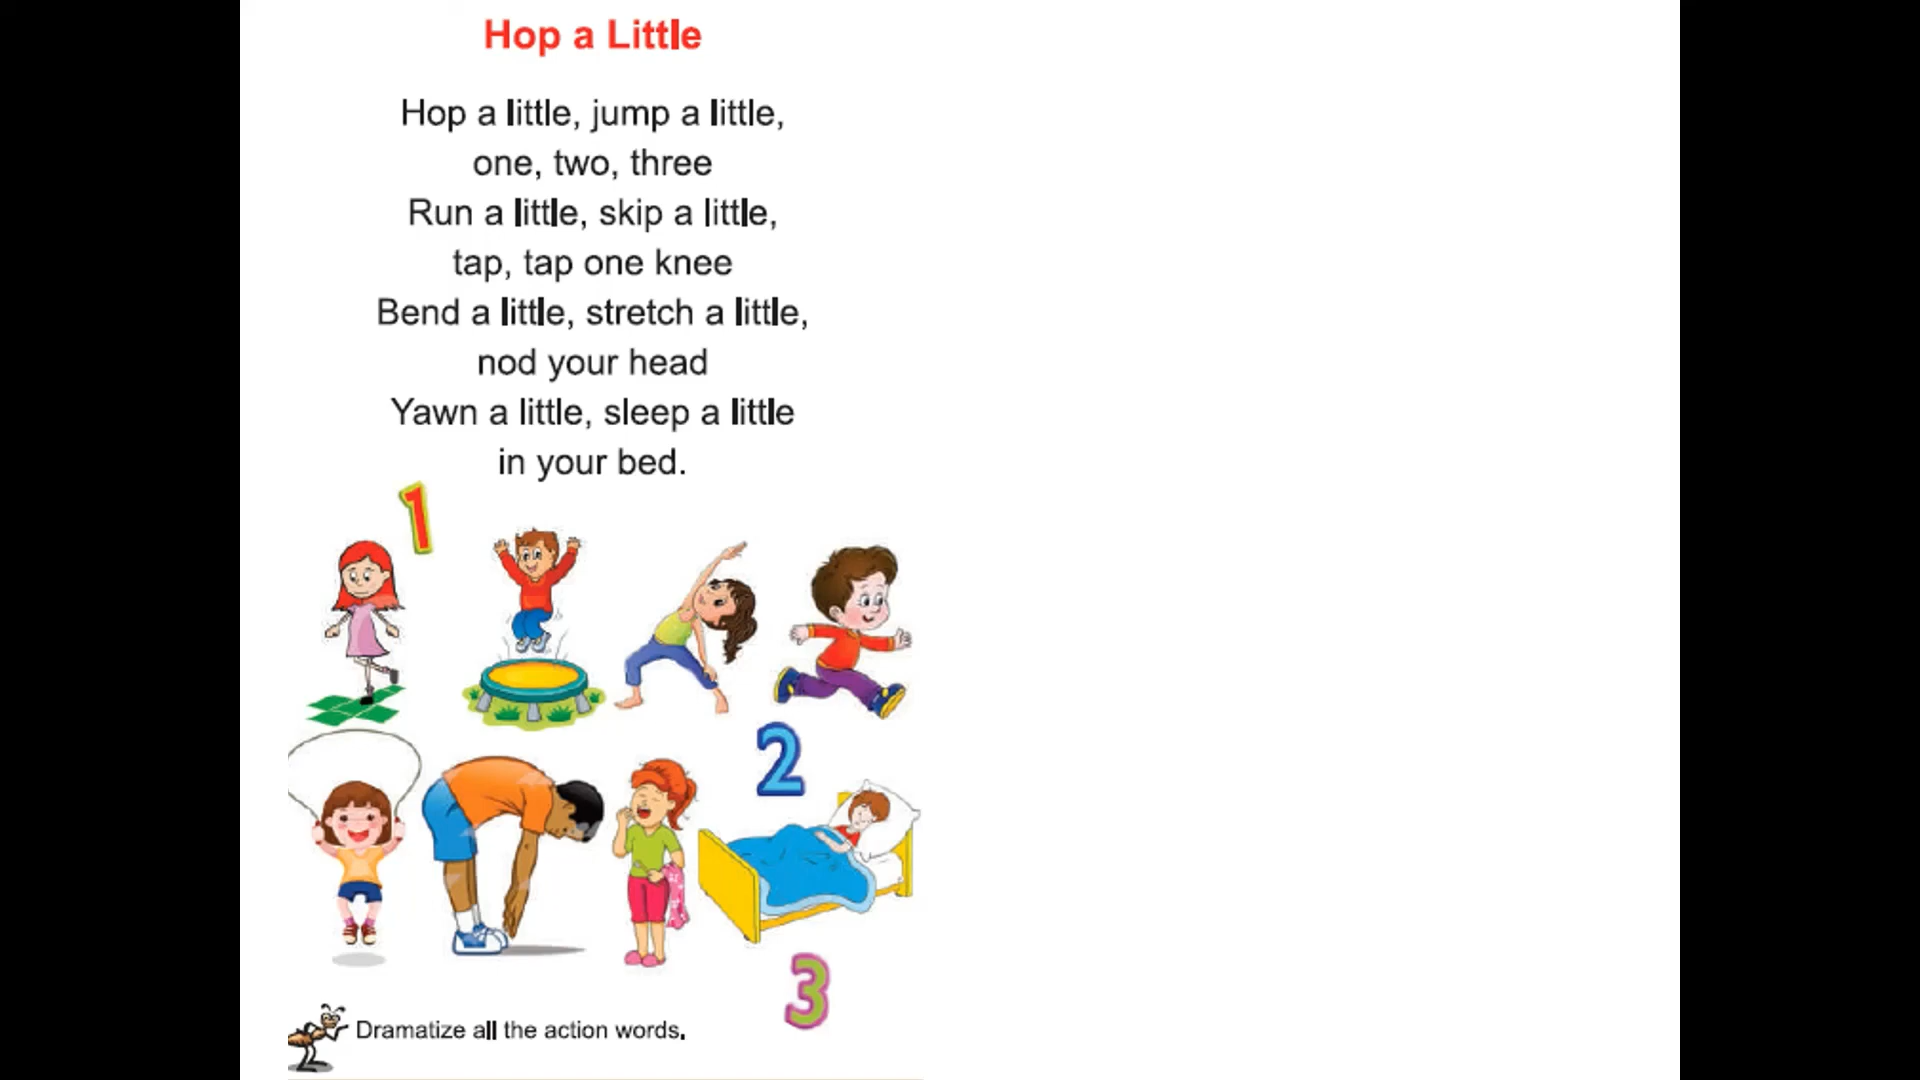 Hop a Little
Hop a little, jump a little,
one, two, three
Run a little, skip a little,
tap, tap one knee
Bend a little, stretch a little,
nod your head
Yawn a little, sleep a little
in your bed.
1
2
3
Dramatize all the action words.